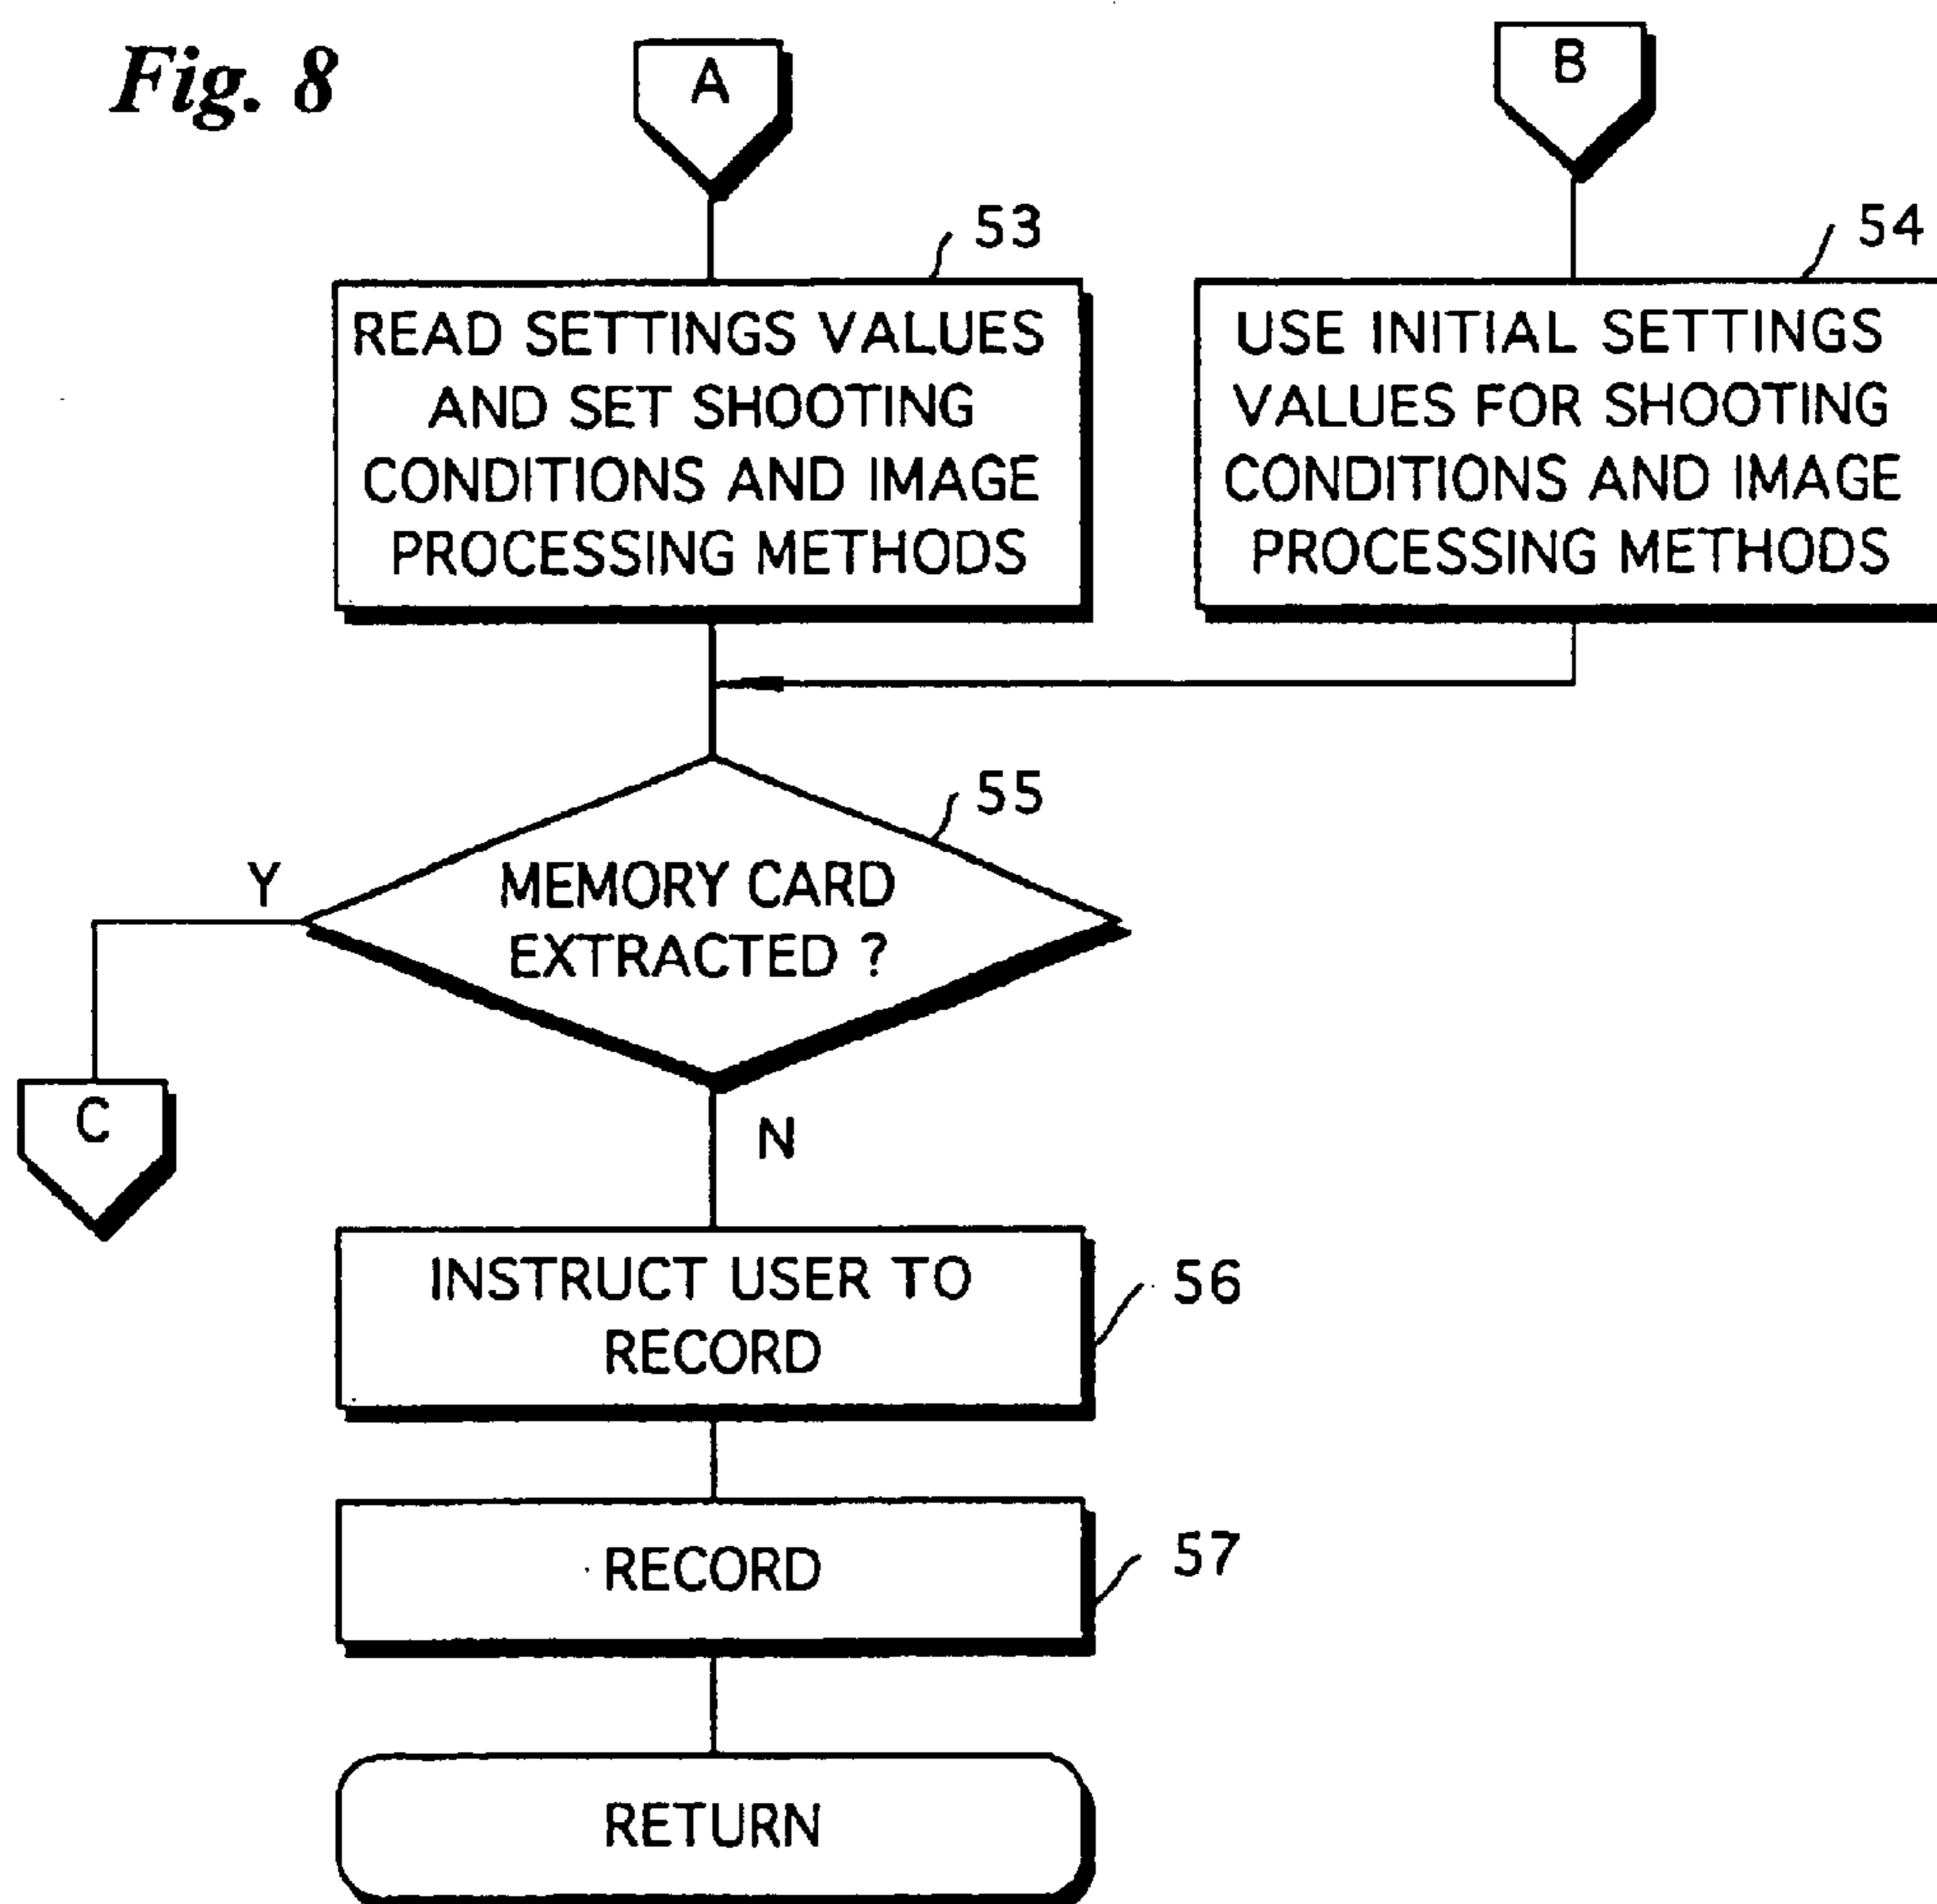 Fig. 8
A
B
53
54
READ SETTINGS VALUES
AND SET SHOOTING
CONDITIONS AND IMAGE
PROCESSING METHODS
USE INITIAL SETTINGS
VALUES FOR SHOOTING
CONDITIONS AND IMAGE
PROCESSING METHODS
55
Y
MEMORY CARD
EXTRACTED ?
C
N
INSTRUCT USER TO
RECORD
56
RECORD
57
RETURN